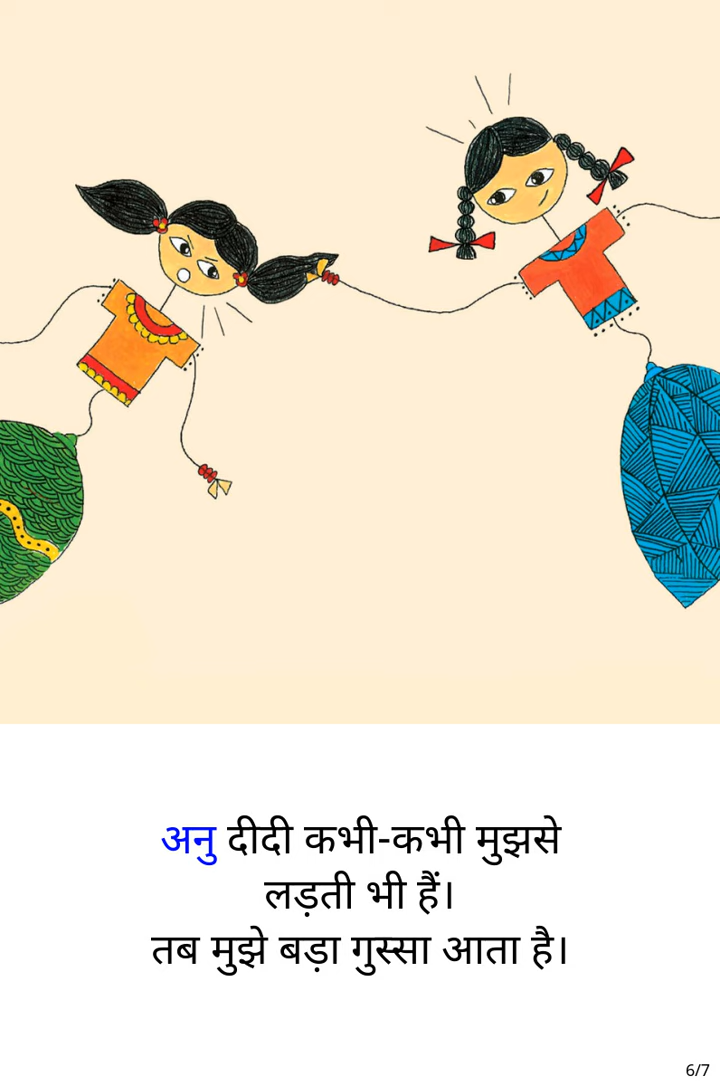 अनु दीदी कभी-कभी मुझसे
लड़ती भी हैं।
तब मुझे बड़ा गुस्सा आता है।
6/7